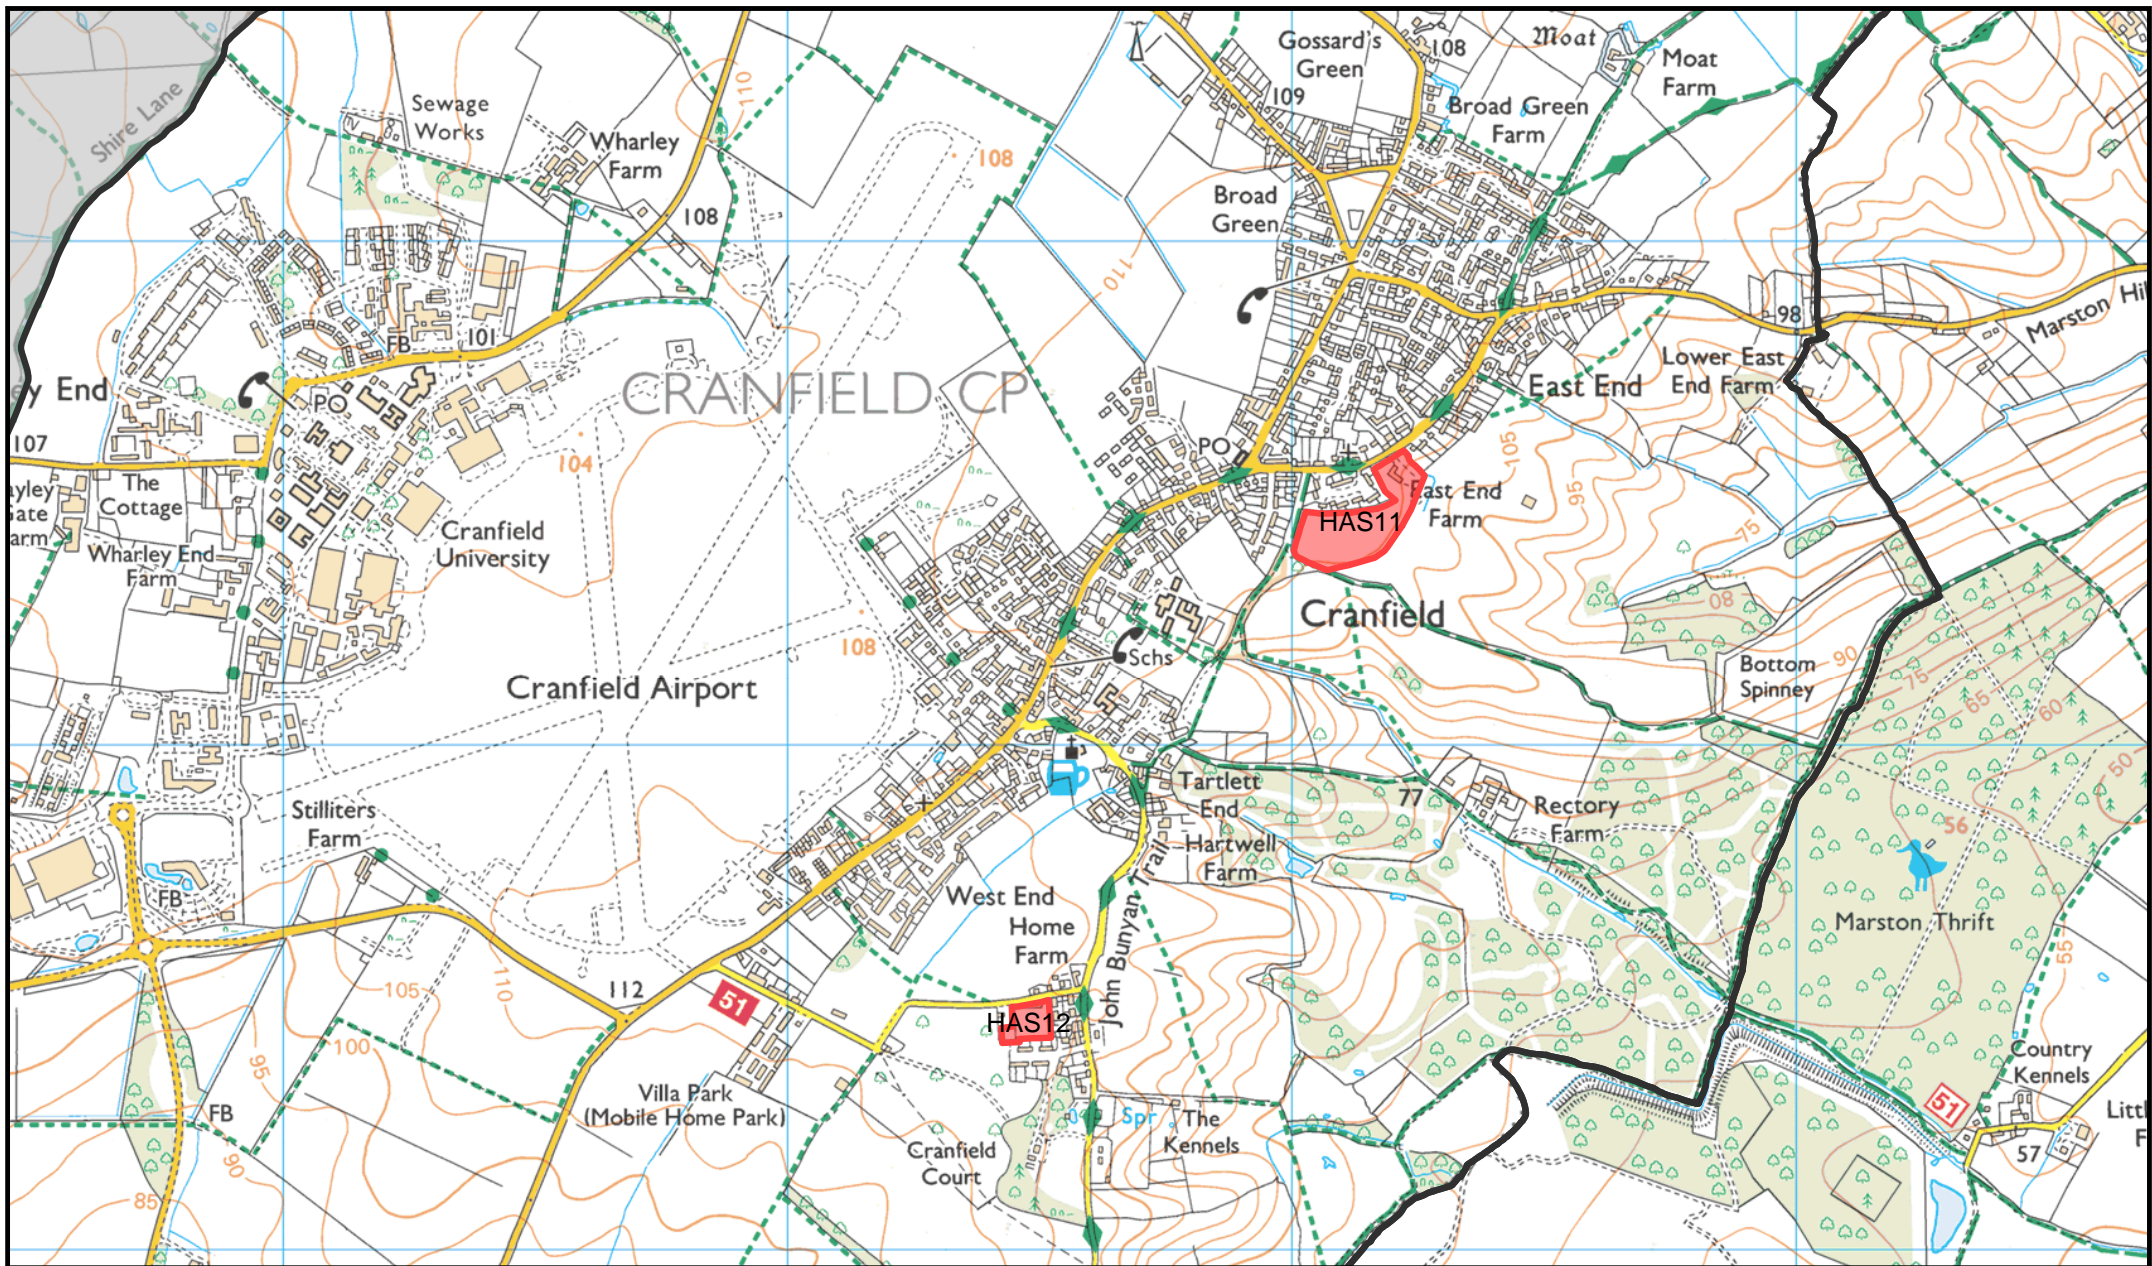 Shire Lane
Sewage
Works
110
Wharley
Farm
108
108
Gossard's
Green
108
109
Moat
Moat
Farm
Broad Green
Farm
Broad
Green
110
101
FB
PO
107
The
Cottage
Wharley End
Farm
Cranfield
University
104
CRANFIELD CP
98
Marston Hil
Lower East
End Farm
East End
PO
105
95
75
East End
Farm
HAS11
Cranfield
80
90
Bottom
Spinney
75
65
60
50
108
Schs
Cranfield Airport
Stilliters
Farm
FB
Tartlett
End
77
Rectory
Farm
Hartwell
Farm
56
Marston Thrift
55
West End
Home
Farm
John Bunyan Trail
HAS12
112
51
105
110
100
95
90
85
FB
Villa Park
(Mobile Home Park)
Cranfield
Court
Spr
The
Kennels
Country
Kennels
51
57